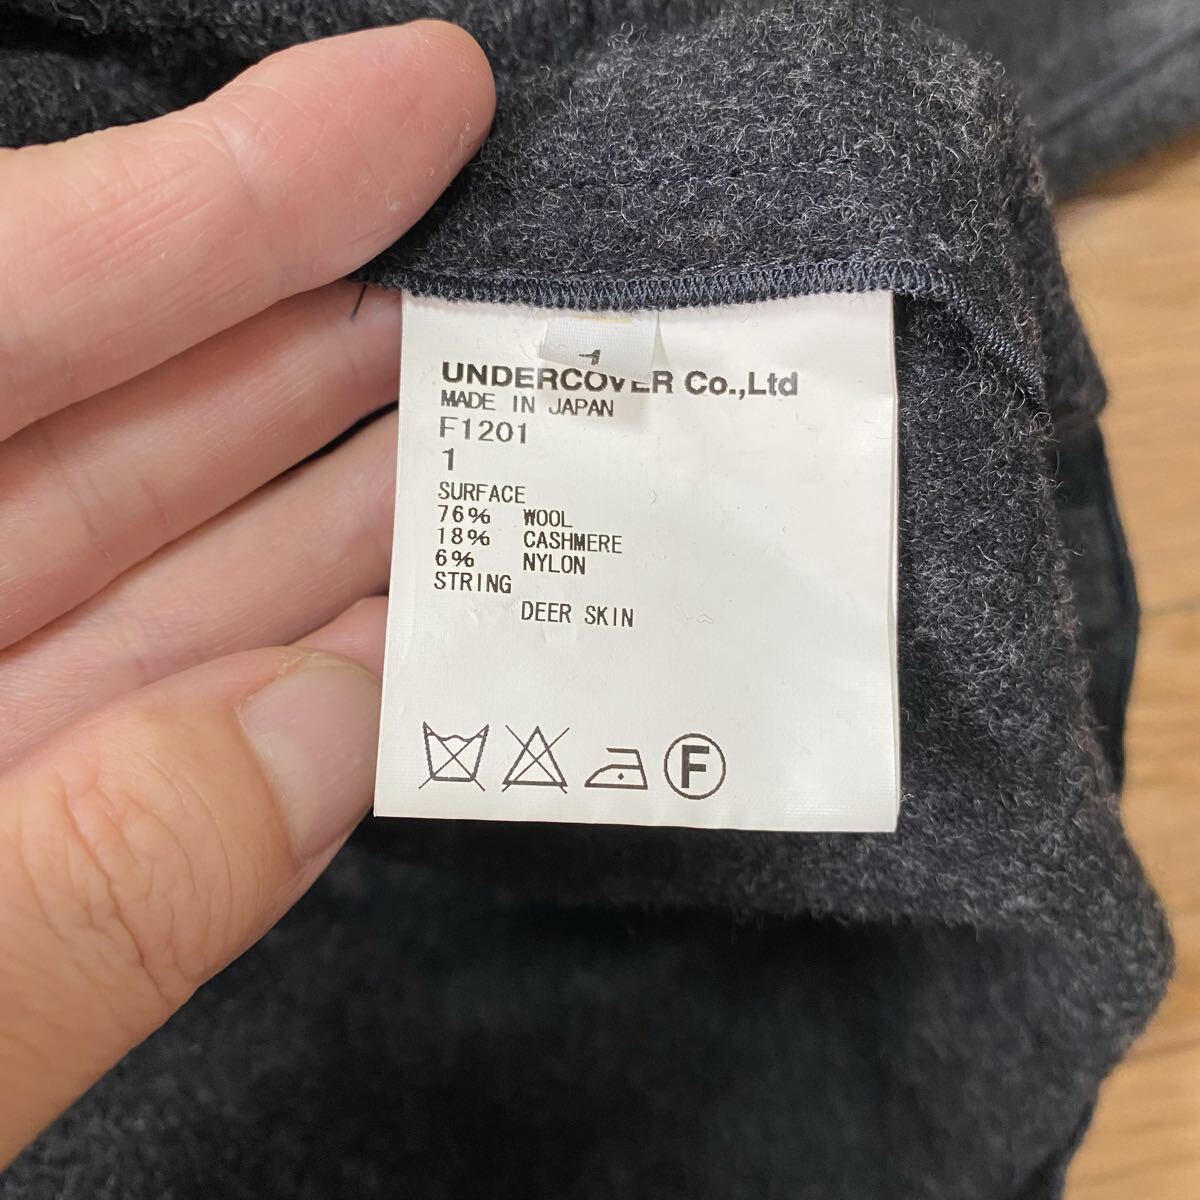 UNDERCOVER Co.,Ltd
MADE IN JAPAN
F1201
1
SURFACE
76% WOOL
18% CASHMERE
6% NYLON
STRING
DEER SKIN
F